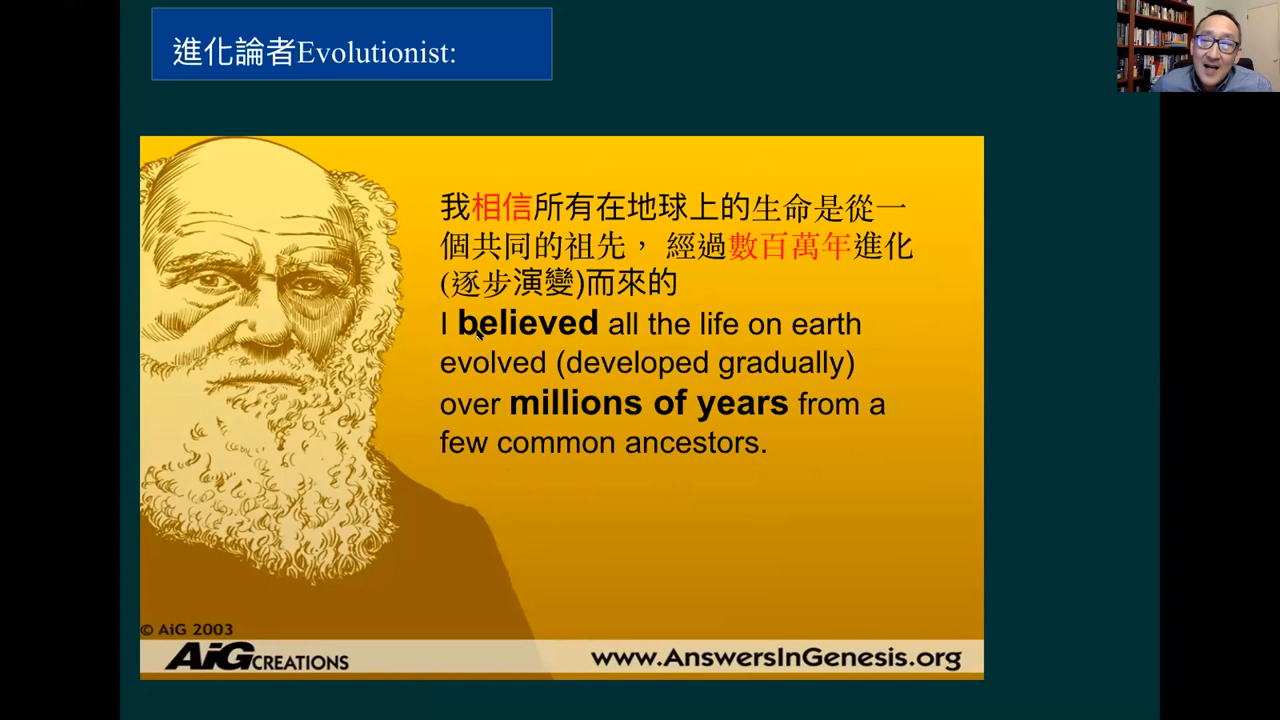 進化論者Evolutionist:
我相信所有在地球上的生命是從一
個共同的祖先， 經過數百萬年進化
(逐步演變)而來的
I believed all the life on earth
evolved (developed gradually)
over millions of years from a
few common ancestors.
© AiG 2003
AiG CREATIONS
www.AnswersInGenesis.org